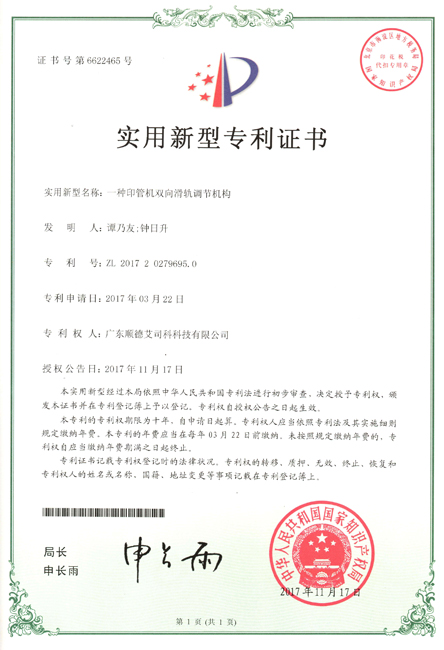 证书号第6622465号
印花税
代扣专用章
实用新型专利证书
实用新型名称：一种印管机双向滑轨调节机构
发明人：谭乃友;钟日升
专利号：ZL 2017 2 0279695.0
专利申请日：2017年03月22日
专利权人：广东顺德艾司科科技有限公司
授权公告日：2017年11月17日
本实用新型经过本局依照中华人民共和国专利法进行初步审查，决定授予专利权，颁
发本证书并在专利登记簿上予以登记。专利权自授权公告之日起生效。
本专利的专利权期限为十年，自申请日起算。专利权人应当依照专利法及其实施细则
规定缴纳年费。本专利的年费应当在每年03月22日前缴纳。未按照规定缴纳年费的，专
利权自应当缴纳年费期满之日起终止。
专利证书记载专利权登记时的法律状况。专利权的转移、质押、无效、终止、恢复和
专利权人的姓名或名称、国籍、地址变更等事项记载在专利登记簿上。
局长
申长雨
申长雨
中华人民共和国国家知识产权局
2017年11月17日
第1页（共1页）